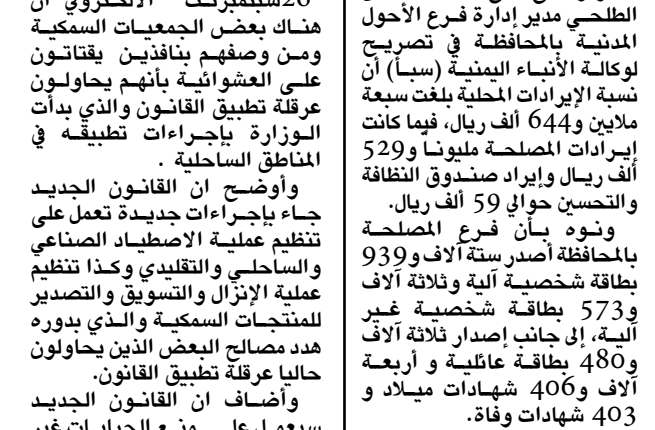 الطلحي مدير إدارة فرع الأحول
المدنية بالمحافظة في تصريح
لوكالة الأنباء اليمنية (سبأ) أن
نسبة الإيرادات المحلية بلغت سبعة
ملايين و644 ألف ريال، فيما كانت
إيرادات المصلحة مليونا و529
ألف ريال وإيراد صندوق النظافة
والتحسين حوالي 59 ألف ريال.
ونوه بأن فرع المصلحة
بالمحافظة أصدر ستة آلاف و939
بطاقة شخصية آلية وثلاثة آلاف
و573 بطاقة شخصية غير
آلية، إلى جانب إصدار ثلاثة آلاف
و480 بطاقة عائلية و أربعة
آلاف و406 شهادات ميلاد و
403 شهادات وفاة.
26سبتمبرنت الالكتروني ان
هناك بعض الجمعيات السمكية
ومن وصفهم بنافذين يقتاتون
على العشوائية بأنهم يحاولون
عرقلة تطبيق القانون والذي بدأت
الوزارة بإجراءات تطبيقه في
المناطق الساحلية .
وأوضح ان القانون الجديد
جاء بإجراءات جديدة تعمل على
تنظيم عملية الاصطياد الصناعي
والساحلي والتقليدي وكذا تنظيم
عملية الإنزال والتسويق والتصدير
للمنتجات السمكية والذي بدوره
هدد مصالح البعض الذين يحاولون
حاليا عرقلة تطبيق القانون.
وأضاف ان القانون الجديد